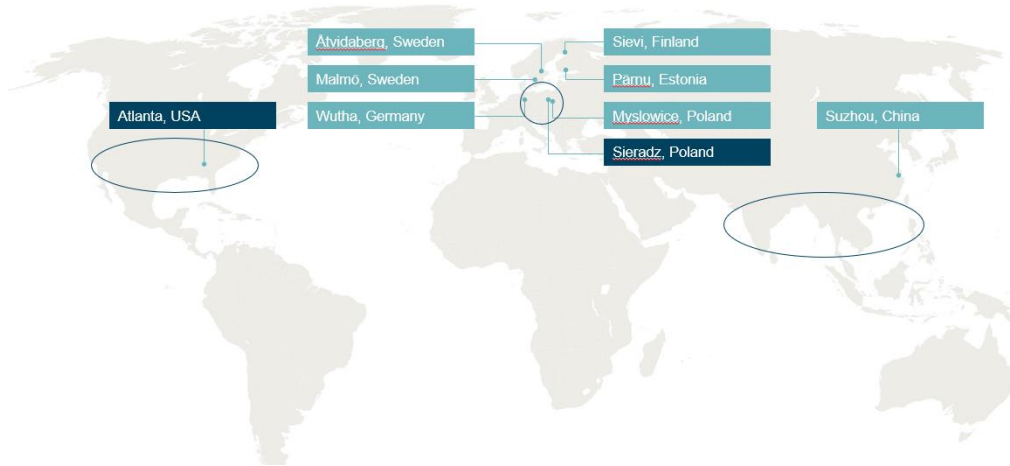 Åtvidaberg, Sweden
Sievi, Finland
Malmö, Sweden
Pärnu, Estonia
Atlanta, USA
Wutha, Germany
Myslowice, Poland
Suzhou, China
Sieradz, Poland